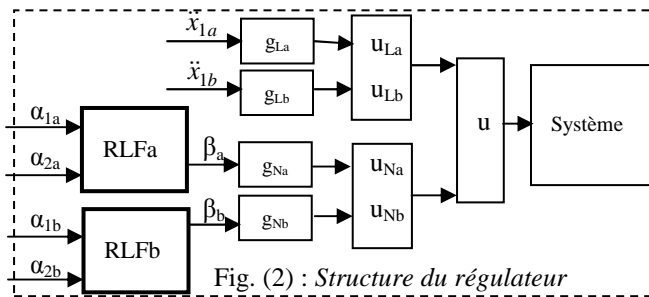 ẍ1a
gLa
uLa
ẍ1b
gLb
uLb
u
Système
α1a
α2a
RLFa
βa
gNa
uNa
α1b
α2b
RLFb
βb
gNb
uNb
Fig. (2) : Structure du régulateur